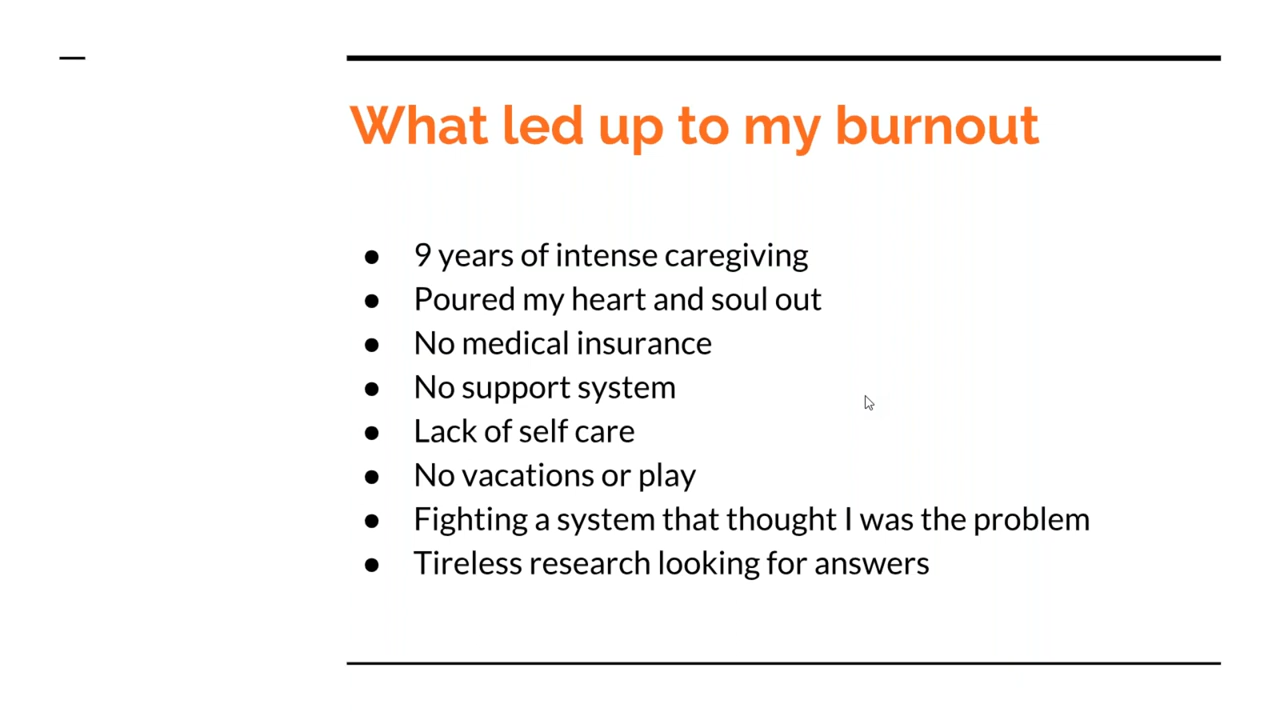 What led up to my burnout
● 9 years of intense caregiving
● Poured my heart and soul out
● No medical insurance
● No support system
● Lack of self care
● No vacations or play
● Fighting a system that thought I was the problem
● Tireless research looking for answers